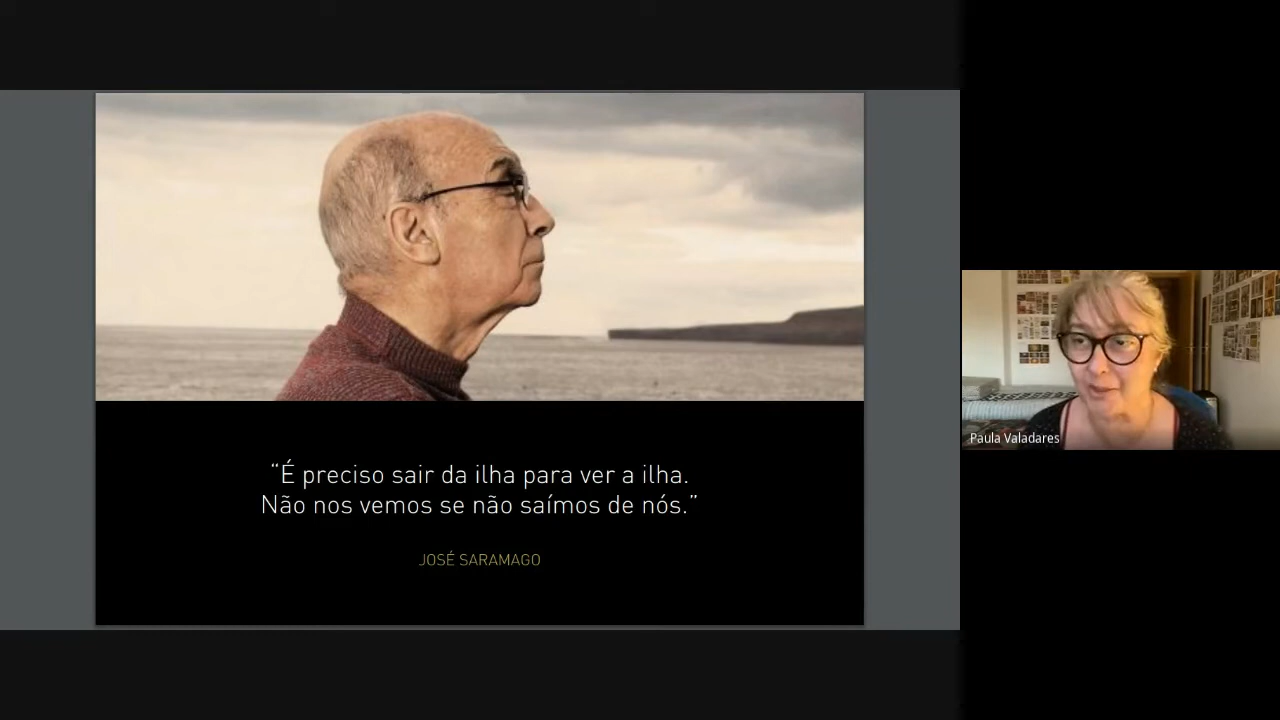 “É preciso sair da ilha para ver a ilha.
Não nos vemos se não saímos de nós.”
JOSÉ SARAMAGO
Paula Valadares